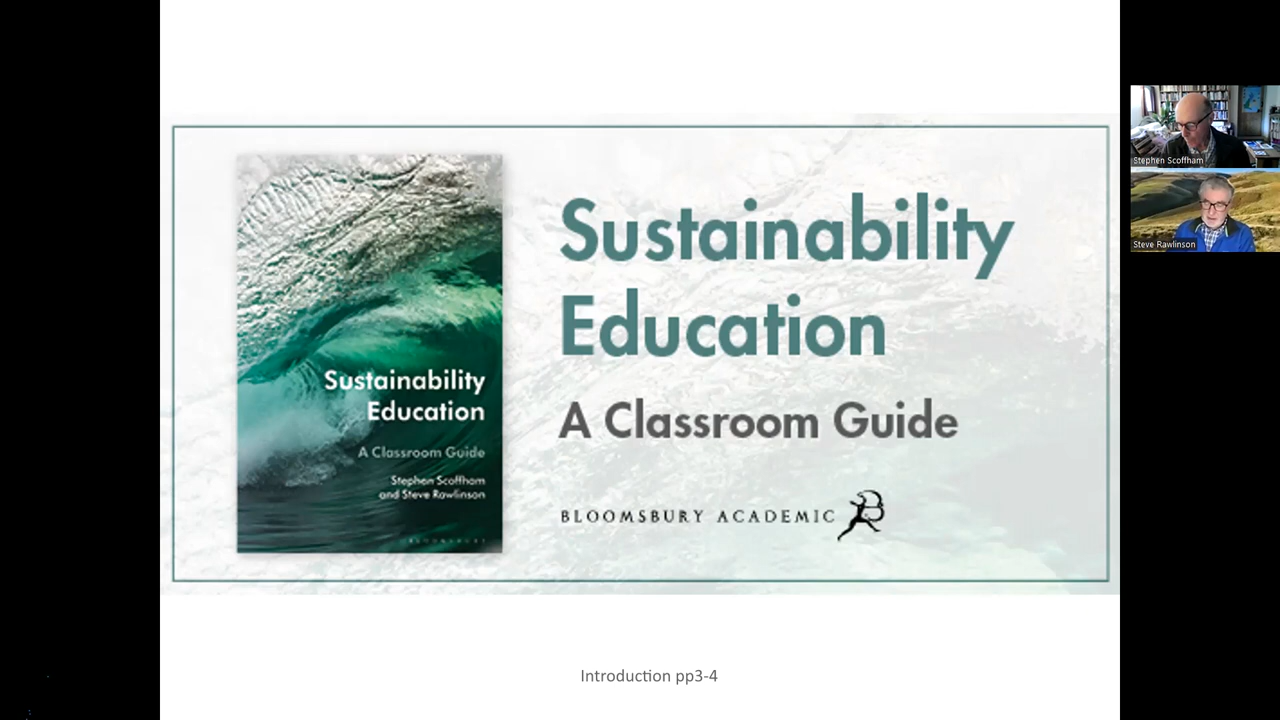 Sustainability
Education
A Classroom Guide
Stephen Scoffham
and Steve Rawlinson
BLOOMSBURY
Sustainability
Education
A Classroom Guide
BLOOMSBURY ACADEMIC
Introduction pp3-4
Stephen Scoffham
Steve Rawlinson